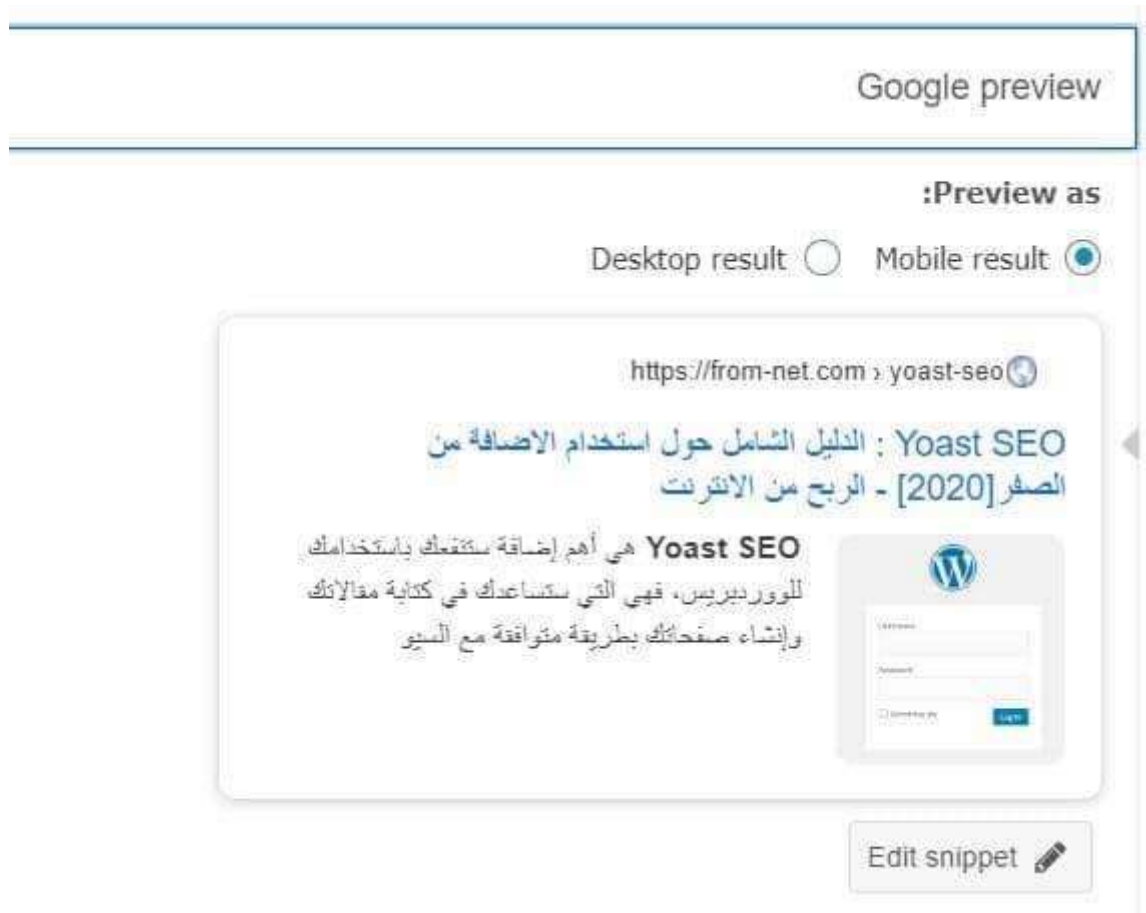 Google preview
Preview as:
Mobile result
Desktop result
https://from-net.com › yoast-seo
Yoast SEO : الدليل الشامل حول استخدام الاضافة من
الصفر[2020] - الربح من الانترنت
Yoast SEO هي أهم إضافة ستنفعك باستخدامك
للووردبريس، فهي التي ستساعدك في كتابة مقالاتك
وإنشاء صفحاتك بطريقة متوافقة مع السيو
Log In
Edit snippet